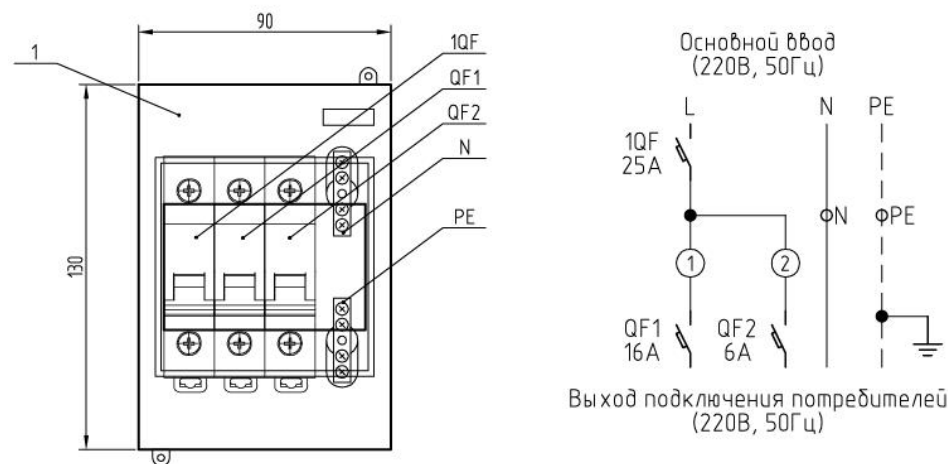 90
130
1
1QF
QF1
QF2
N
PE
Основной ввод
(220В, 50Гц)
L N PE
1QF
25А
N PE
1 2
QF1
16А
QF2
6А
Выход подключения потребителей
(220В, 50Гц)